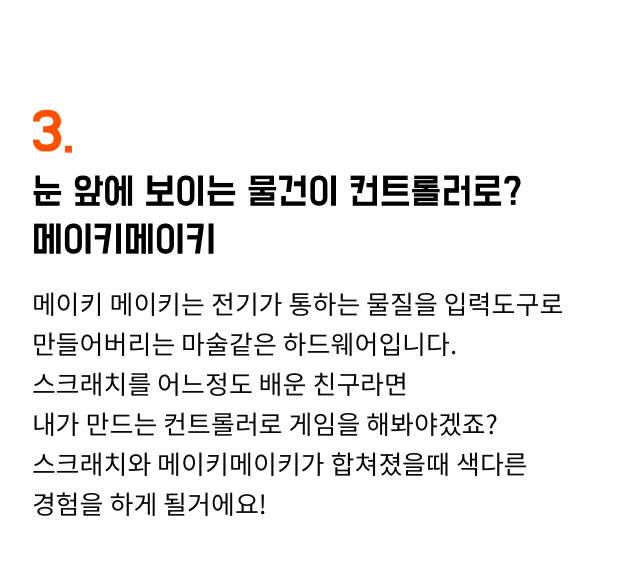 3.
눈 앞에 보이는 물건이 컨트롤러로?
메이키메이키
메이키 메이키는 전기가 통하는 물질을 입력도구로
만들어버리는 마술같은 하드웨어입니다.
스크래치를 어느정도 배운 친구라면
내가 만드는 컨트롤러로 게임을 해봐야겠죠?
스크래치와 메이키메이키가 합쳐졌을때 색다른
경험을 하게 될거에요!